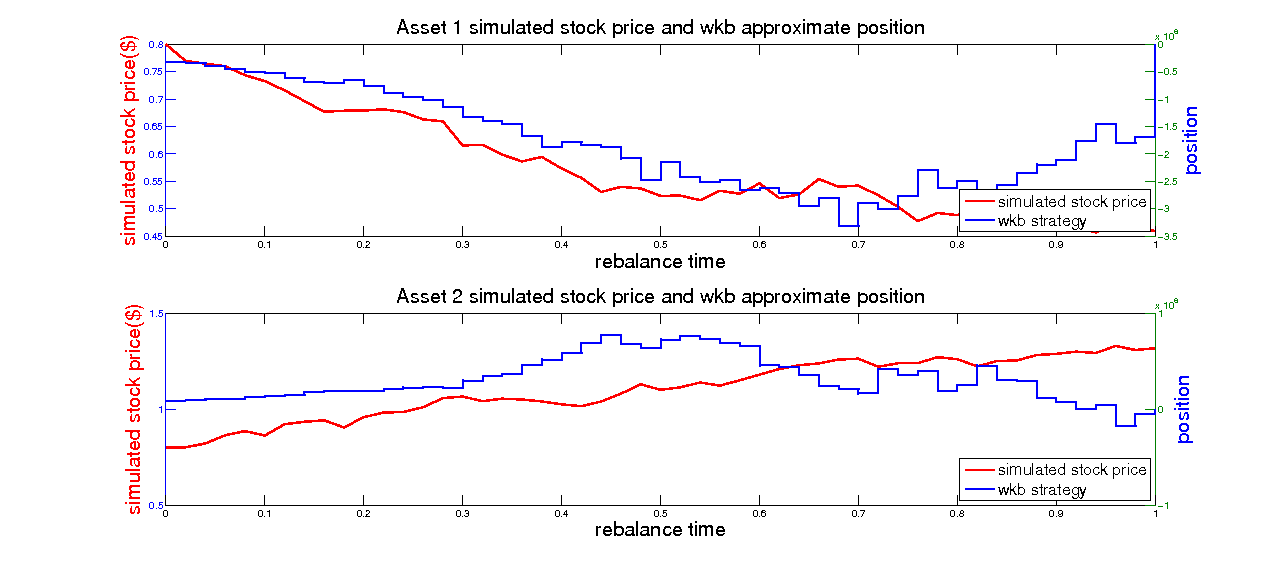 Asset 1 simulated stock price and wkb approximate position
simulated stock price($)
0.8
0.75
0.7
0.65
0.6
0.55
0.5
0.45
0 0.1 0.2 0.3 0.4 0.5 0.6 0.7 0.8 0.9 1
rebalance time
0
-0.5
-1
-1.5
-2
-2.5
-3
-3.5
position
simulated stock price
wkb strategy
Asset 2 simulated stock price and wkb approximate position
simulated stock price($)
1.5
1
0.5
0 0.1 0.2 0.3 0.4 0.5 0.6 0.7 0.8 0.9 1
rebalance time
1
0
-1
position
simulated stock price
wkb strategy